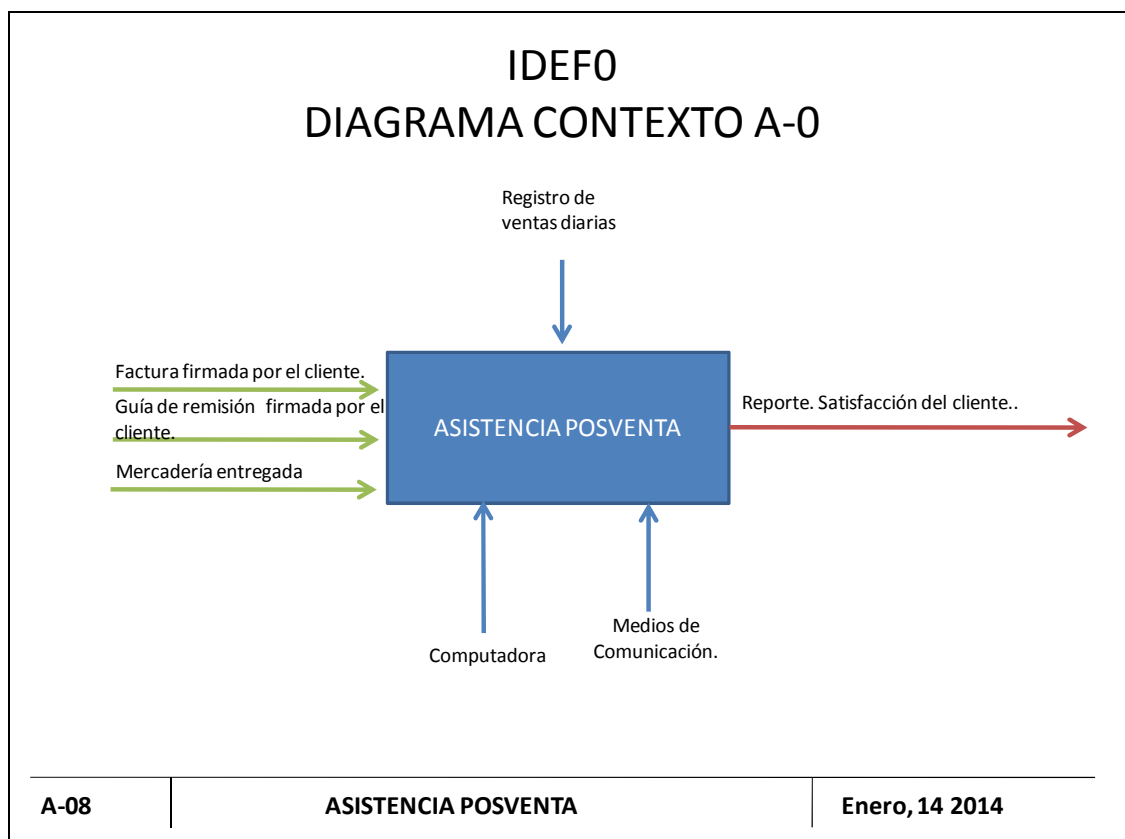 IDEF0
DIAGRAMA CONTEXTO A-0
Registro de
ventas diarias
Factura firmada por el cliente.
Guía de remisión firmada por el
cliente.
Mercadería entregada
ASISTENCIA POSVENTA
Reporte. Satisfacción del cliente..
Computadora
Medios de
Comunicación.
A-08
ASISTENCIA POSVENTA
Enero, 14 2014